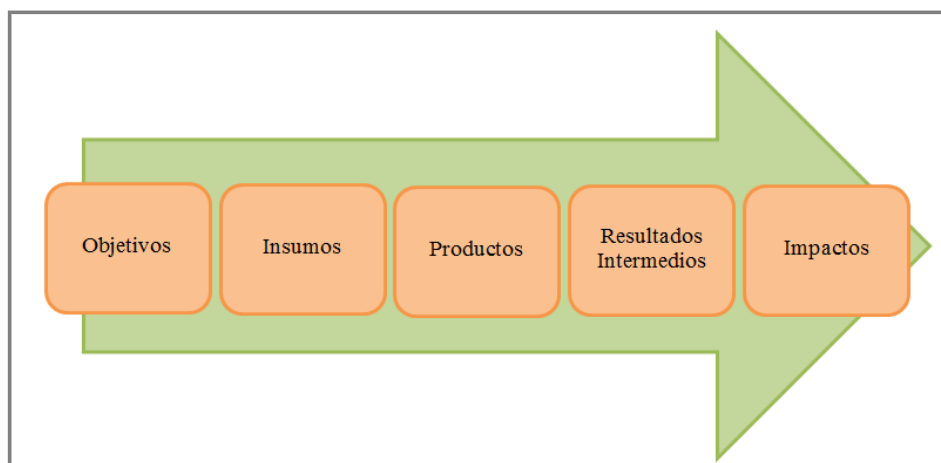 Objetivos
Insumos
Productos
Resultados
Intermedios
Impactos